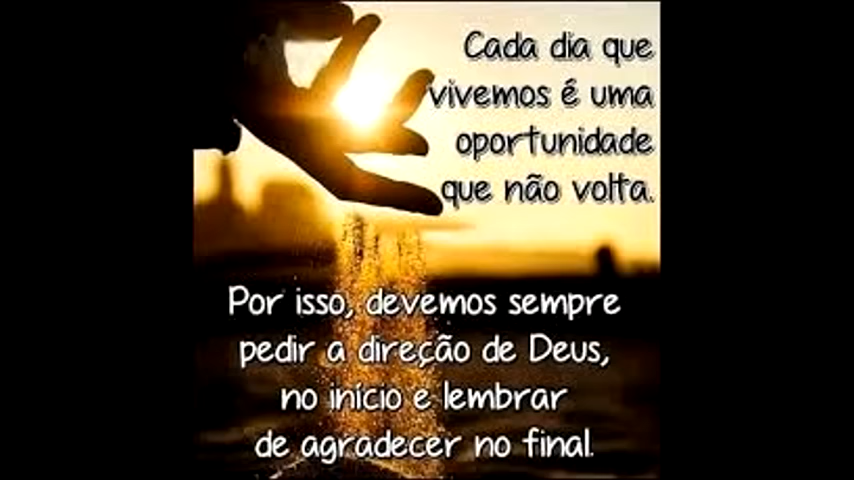 Cada dia que
vivemos é uma
oportunidade
que não volta.
Por isso, devemos sempre
pedir a direção de Deus,
no início e lembrar
de agradecer no final.